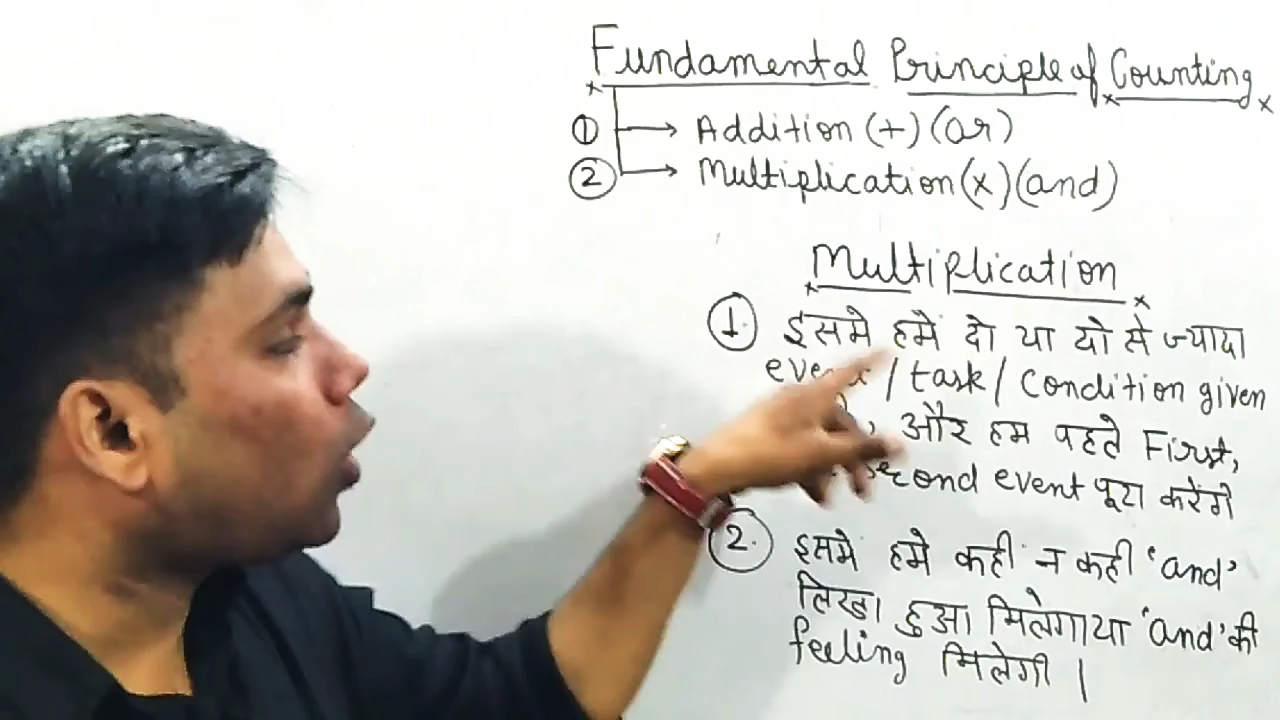 Fundamental Principle of Counting
① Addition (+) (or)
② Multiplication (x) (and)
Multiplication
1. इसमे हमें दो या दो से ज्यादा
/ task / Condition given
और हम पहले First,
second event पूरा करेंगे
2. इसमे हमे कही न कही 'and'
लिखा हुआ मिलेगा या 'and' की
feeling मिलेगी |